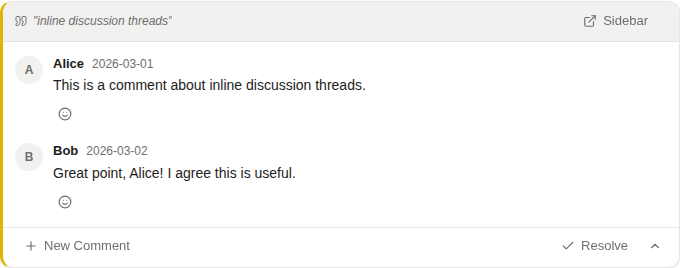 "inline discussion threads"
Sidebar
A
Alice 2026-03-01
This is a comment about inline discussion threads.
B
Bob 2026-03-02
Great point, Alice! I agree this is useful.
New Comment
Resolve